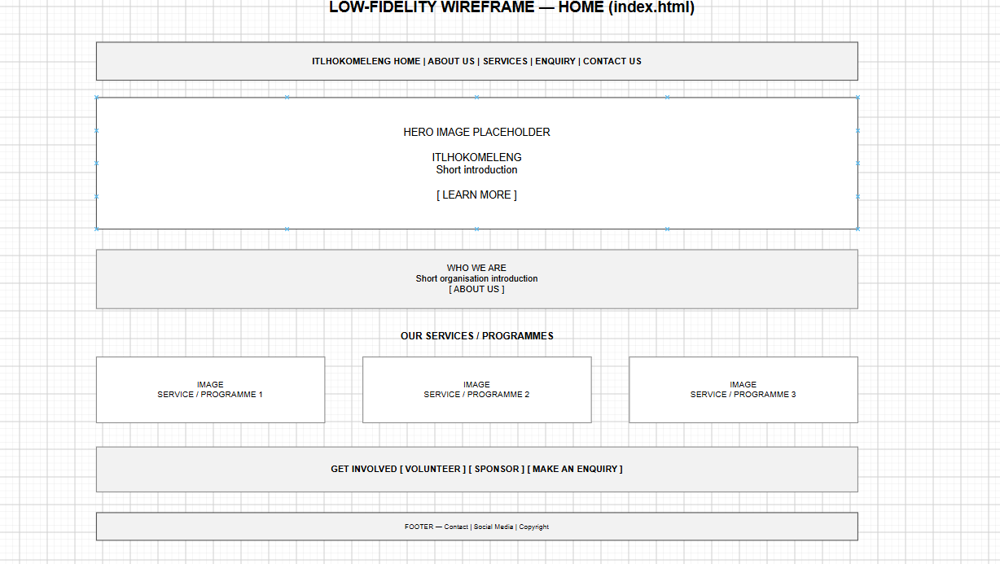 LOW-FIDELITY WIREFRAME — HOME (index.html)
ITLHOKOMELENG HOME | ABOUT US | SERVICES | ENQUIRY | CONTACT US
HERO IMAGE PLACEHOLDER
ITLHOKOMELENG
Short introduction
[ LEARN MORE ]
WHO WE ARE
Short organisation introduction
[ ABOUT US ]
OUR SERVICES / PROGRAMMES
IMAGE
SERVICE / PROGRAMME 1
IMAGE
SERVICE / PROGRAMME 2
IMAGE
SERVICE / PROGRAMME 3
GET INVOLVED [ VOLUNTEER ] [ SPONSOR ] [ MAKE AN ENQUIRY ]
FOOTER — Contact | Social Media | Copyright